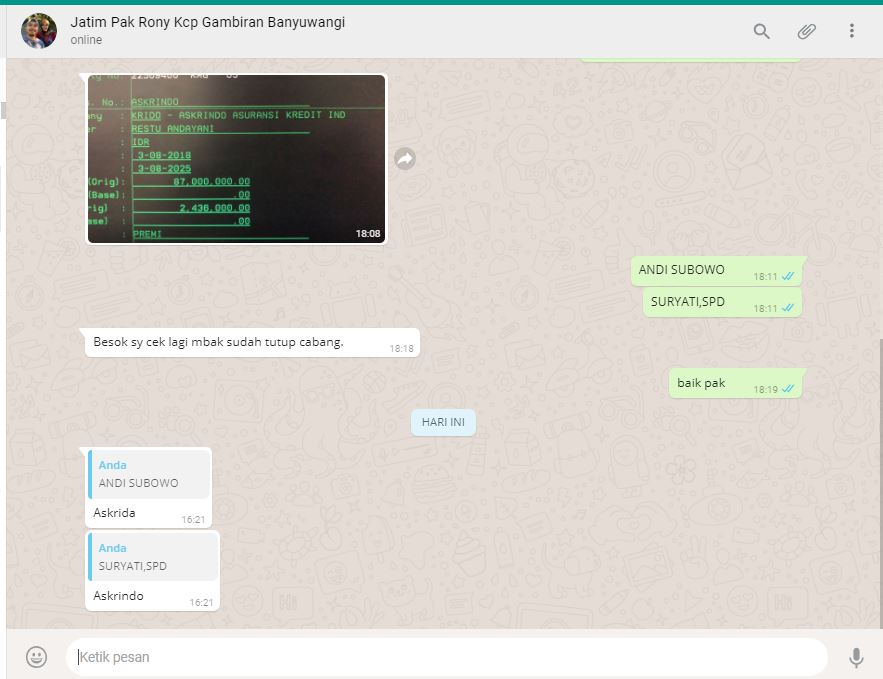 Jatim Pak Rony Kcp Gambiran Banyuwangi
online
s. No.: ASKRINDO
any : KRIDO - ASKRINDO ASURANSI KREDIT IND
er : RESTU ANDAYANI
: IDR
: 3-08-2018
: 3-08-2025
(Orig): 87,000,000.00
(Base): .00
rig) : 2,436,000.00
ase) : .00
: PREMI
18:08
ANDI SUBOWO 18:11
SURYATI,SPD 18:11
Besok sy cek lagi mbak sudah tutup cabang. 18:18
baik pak 18:19
HARI INI
Anda
ANDI SUBOWO
Askrida 16:21
Anda
SURYATI,SPD
Askrindo 16:21
Ketik pesan